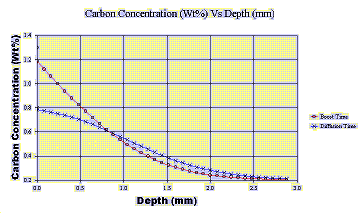 Carbon Concentration (Wt%) Vs Depth (mm)
Carbon Concentration (Wt%)
1.4
1.2
1.0
0.8
0.6
0.4
0.2
0.0
0.5
1.0
1.5
2.0
2.5
3.0
Depth (mm)
Boost Time
Diffusion Time